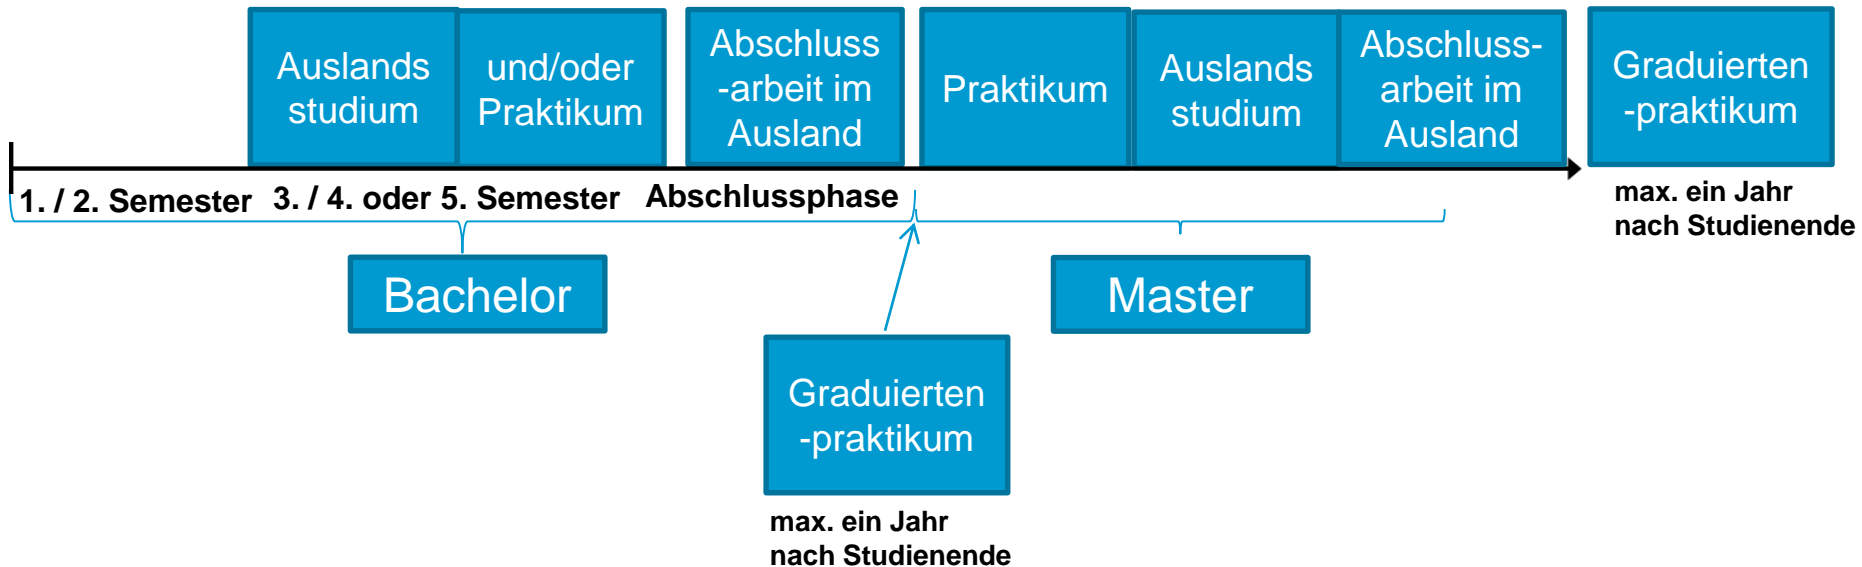 Auslands
studium
und/oder
Praktikum
Abschluss
-arbeit im
Ausland
Praktikum
Auslands
studium
Abschluss-
arbeit im
Ausland
Graduierten
-praktikum
1. / 2. Semester
3. / 4. oder 5. Semester
Abschlussphase
max. ein Jahr
nach Studienende
Bachelor
Master
Graduierten
-praktikum
max. ein Jahr
nach Studienende